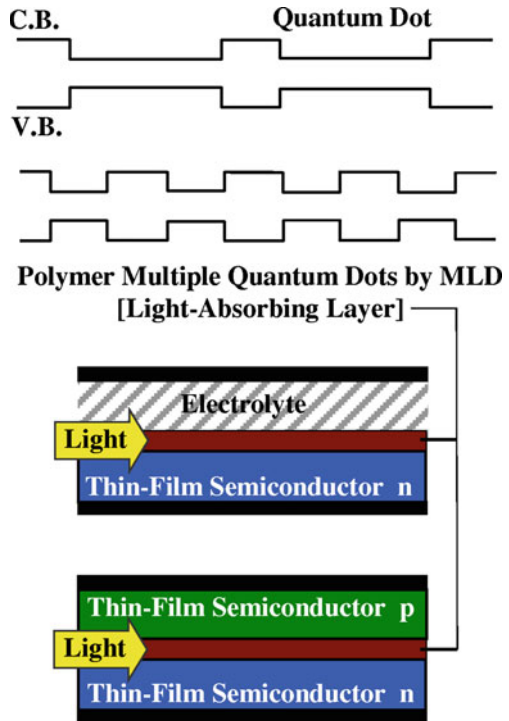 C.B.
Quantum Dot
V.B.
Polymer Multiple Quantum Dots by MLD
[Light-Absorbing Layer]
Electrolyte
Light
Thin-Film Semiconductor n
Thin-Film Semiconductor p
Light
Thin-Film Semiconductor n